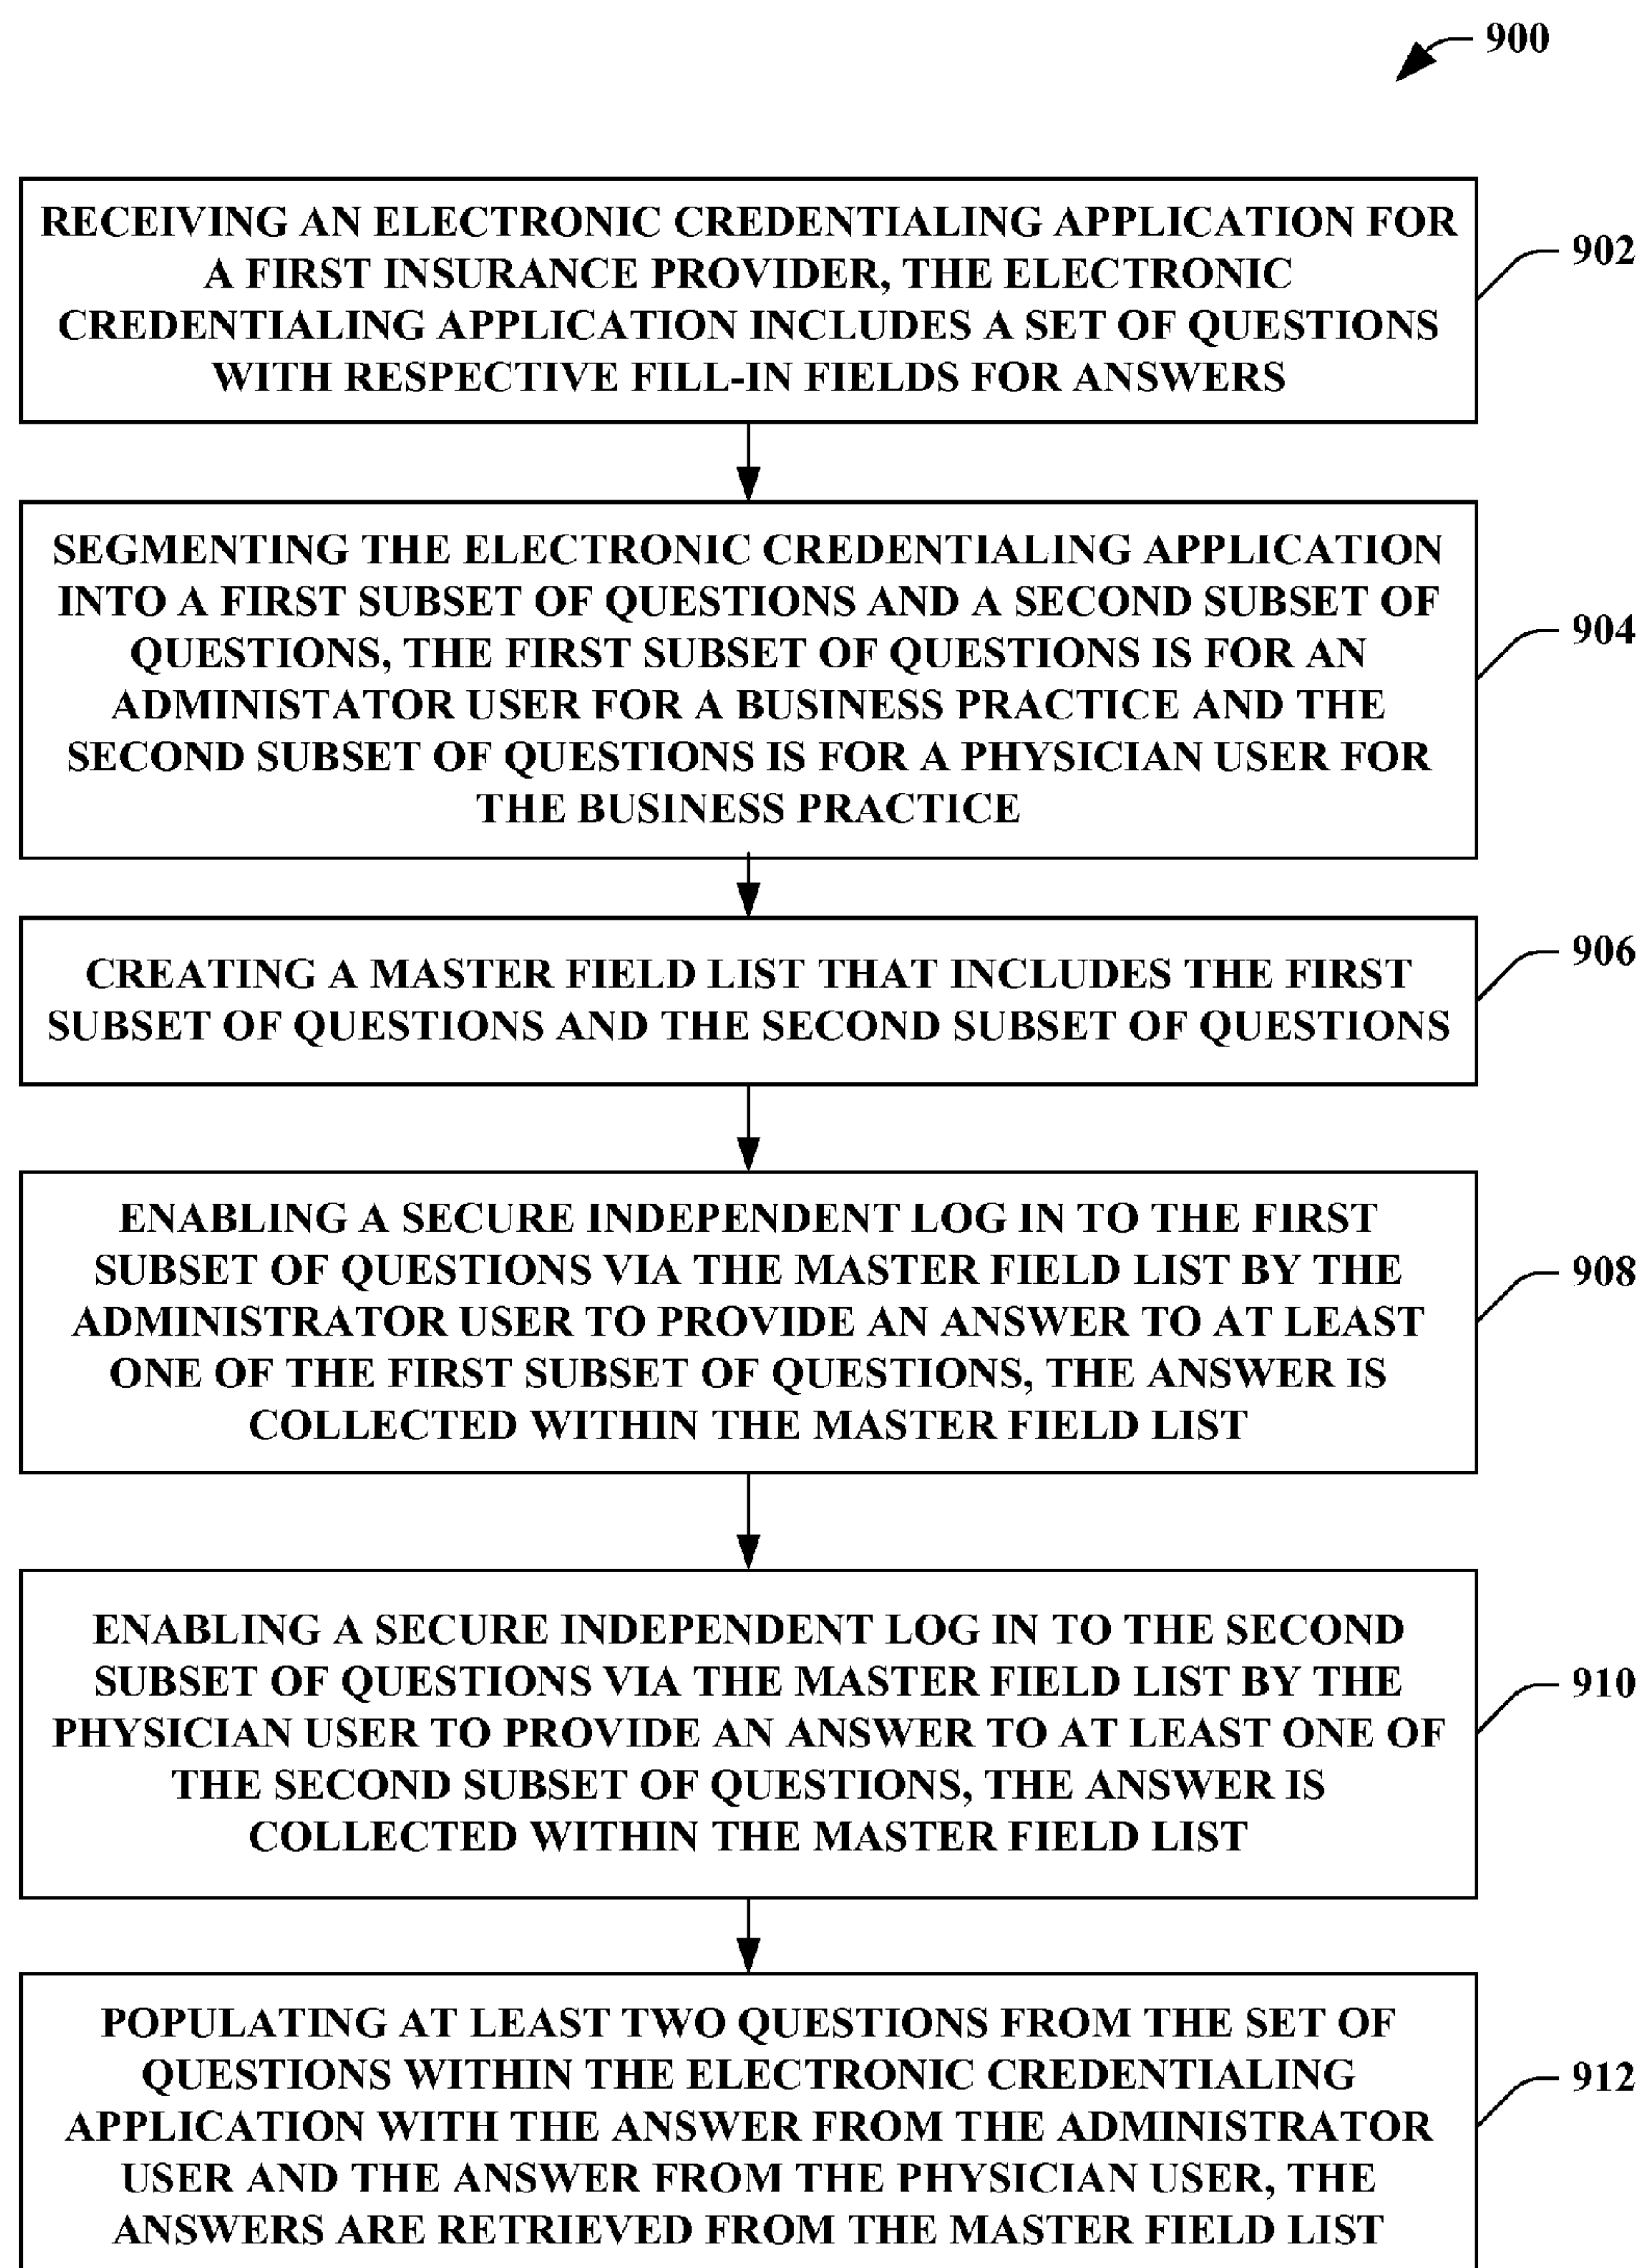 900
RECEIVING AN ELECTRONIC CREDENTIALING APPLICATION FOR
A FIRST INSURANCE PROVIDER, THE ELECTRONIC
CREDENTIALING APPLICATION INCLUDES A SET OF QUESTIONS
WITH RESPECTIVE FILL-IN FIELDS FOR ANSWERS
902
SEGMENTING THE ELECTRONIC CREDENTIALING APPLICATION
INTO A FIRST SUBSET OF QUESTIONS AND A SECOND SUBSET OF
QUESTIONS, THE FIRST SUBSET OF QUESTIONS IS FOR AN
ADMINISTATOR USER FOR A BUSINESS PRACTICE AND THE
SECOND SUBSET OF QUESTIONS IS FOR A PHYSICIAN USER FOR
THE BUSINESS PRACTICE
904
CREATING A MASTER FIELD LIST THAT INCLUDES THE FIRST
SUBSET OF QUESTIONS AND THE SECOND SUBSET OF QUESTIONS
906
ENABLING A SECURE INDEPENDENT LOG IN TO THE FIRST
SUBSET OF QUESTIONS VIA THE MASTER FIELD LIST BY THE
ADMINISTRATOR USER TO PROVIDE AN ANSWER TO AT LEAST
ONE OF THE FIRST SUBSET OF QUESTIONS, THE ANSWER IS
COLLECTED WITHIN THE MASTER FIELD LIST
908
ENABLING A SECURE INDEPENDENT LOG IN TO THE SECOND
SUBSET OF QUESTIONS VIA THE MASTER FIELD LIST BY THE
PHYSICIAN USER TO PROVIDE AN ANSWER TO AT LEAST ONE OF
THE SECOND SUBSET OF QUESTIONS, THE ANSWER IS
COLLECTED WITHIN THE MASTER FIELD LIST
910
POPULATING AT LEAST TWO QUESTIONS FROM THE SET OF
QUESTIONS WITHIN THE ELECTRONIC CREDENTIALING
APPLICATION WITH THE ANSWER FROM THE ADMINISTRATOR
USER AND THE ANSWER FROM THE PHYSICIAN USER, THE
ANSWERS ARE RETRIEVED FROM THE MASTER FIELD LIST
912